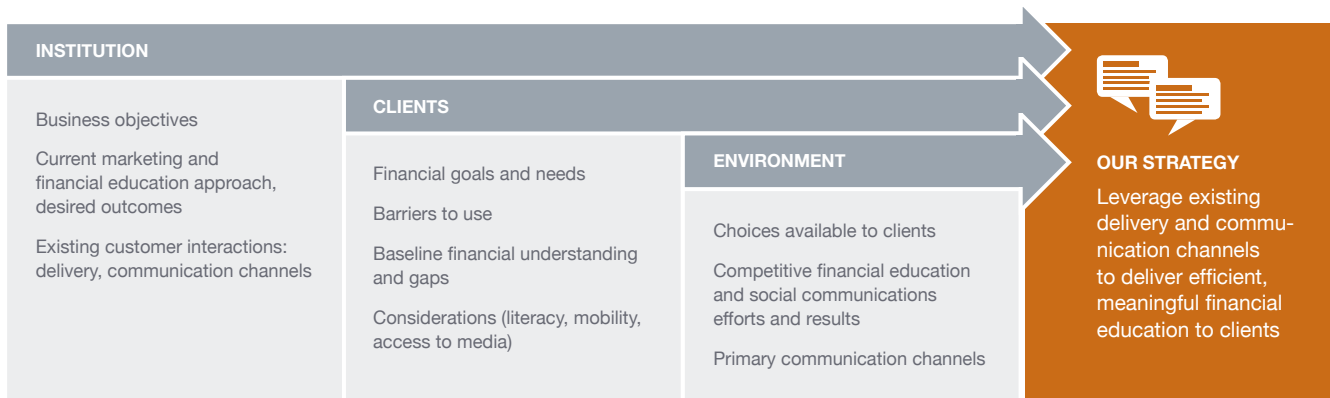 INSTITUTION
Business objectives
Current marketing and
financial education approach,
desired outcomes
Existing customer interactions:
delivery, communication channels
CLIENTS
Financial goals and needs
Barriers to use
Baseline financial understanding
and gaps
Considerations (literacy, mobility,
access to media)
ENVIRONMENT
Choices available to clients
Competitive financial education
and social communications
efforts and results
Primary communication channels
OUR STRATEGY
Leverage existing
delivery and commu-
nication channels
to deliver efficient,
meaningful financial
education to clients